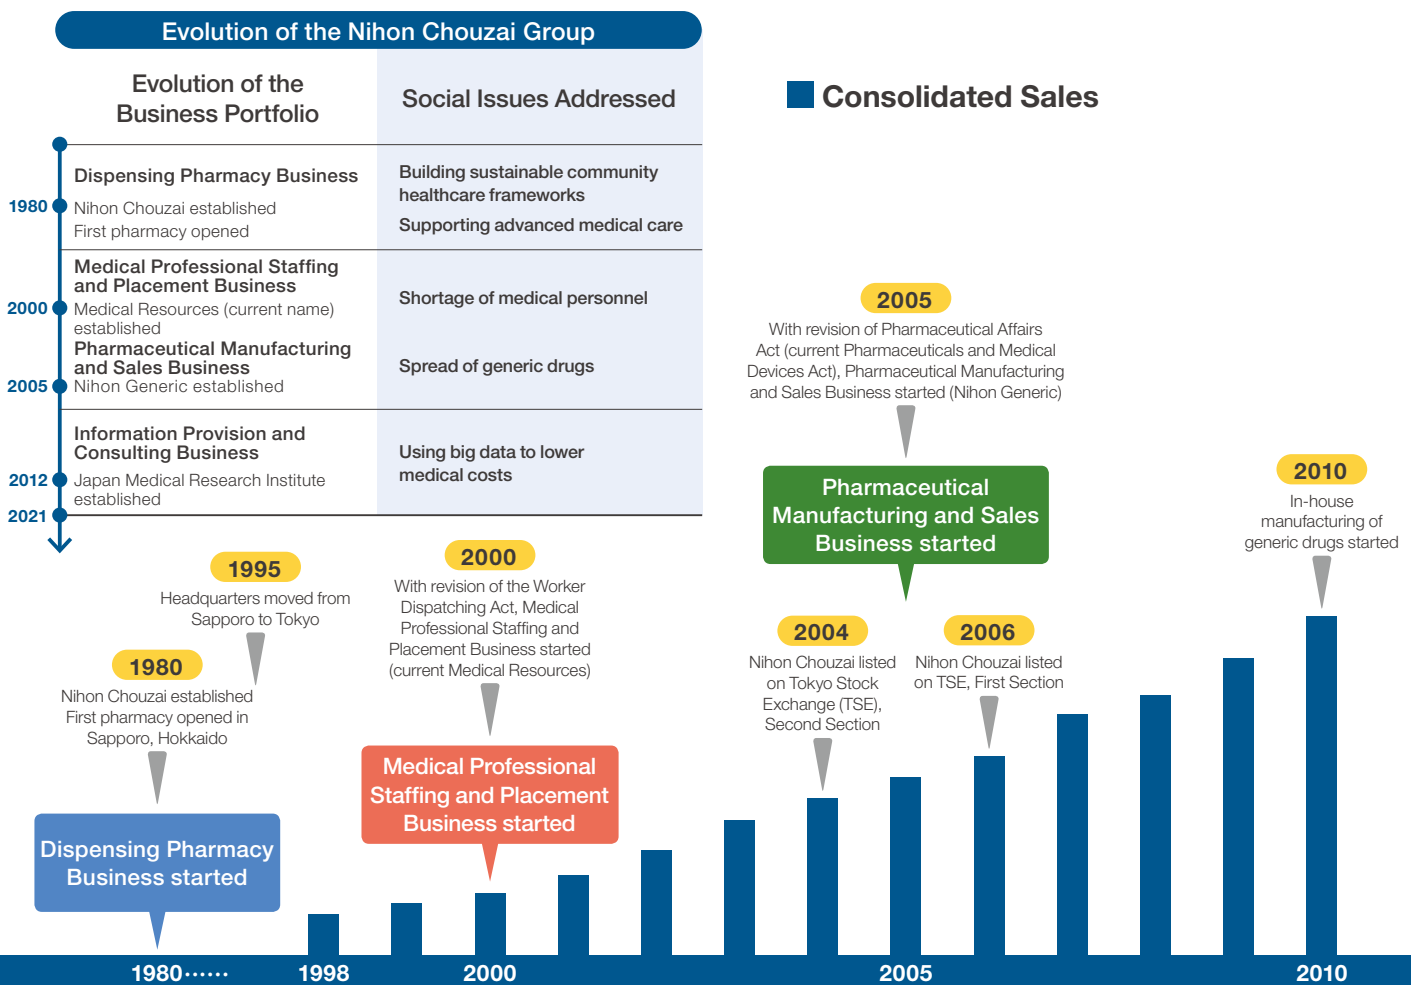 Evolution of the Nihon Chouzai Group
Evolution of the
Business Portfolio
Social Issues Addressed
Dispensing Pharmacy Business
1980
Nihon Chouzai established
First pharmacy opened
Building sustainable community
healthcare frameworks
Supporting advanced medical care
Medical Professional Staffing
and Placement Business
2000
Medical Resources (current name)
established
Shortage of medical personnel
Pharmaceutical Manufacturing
and Sales Business
2005
Nihon Generic established
Spread of generic drugs
Information Provision and
Consulting Business
2012
Japan Medical Research Institute
established
Using big data to lower
medical costs
2021
Consolidated Sales
1980
Nihon Chouzai established
First pharmacy opened in
Sapporo, Hokkaido
Dispensing Pharmacy
Business started
1995
Headquarters moved from
Sapporo to Tokyo
2000
With revision of the Worker
Dispatching Act, Medical
Professional Staffing and
Placement Business started
(current Medical Resources)
Medical Professional
Staffing and Placement
Business started
2005
With revision of Pharmaceutical Affairs
Act (current Pharmaceuticals and Medical
Devices Act), Pharmaceutical Manufacturing
and Sales Business started (Nihon Generic)
Pharmaceutical
Manufacturing and Sales
Business started
2004
Nihon Chouzai listed
on Tokyo Stock
Exchange (TSE),
Second Section
2006
Nihon Chouzai listed
on TSE, First Section
2010
In-house
manufacturing of
generic drugs started
1980······
1998
2000
2005
2010